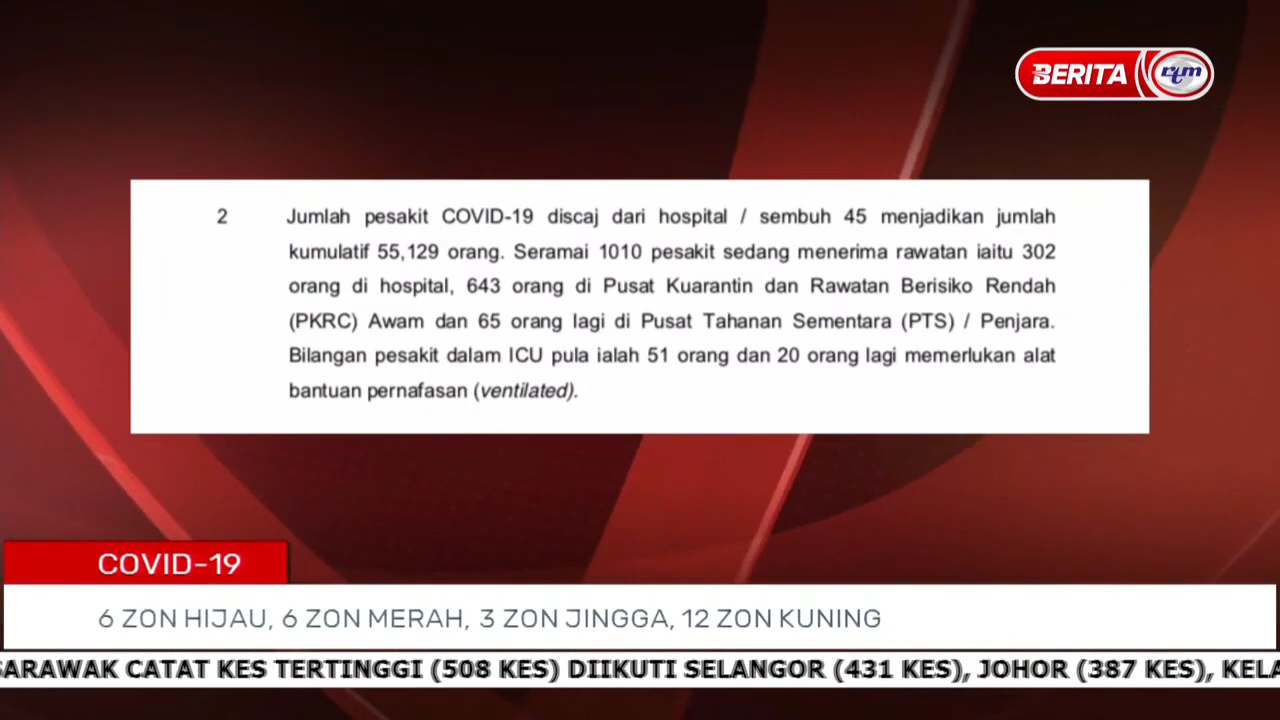 BERITA rtm
2 Jumlah pesakit COVID-19 discaj dari hospital / sembuh 45 menjadikan jumlah
kumulatif 55,129 orang. Seramai 1010 pesakit sedang menerima rawatan iaitu 302
orang di hospital, 643 orang di Pusat Kuarantin dan Rawatan Berisiko Rendah
(PKRC) Awam dan 65 orang lagi di Pusat Tahanan Sementara (PTS) / Penjara.
Bilangan pesakit dalam ICU pula ialah 51 orang dan 20 orang lagi memerlukan alat
bantuan pernafasan (ventilated).
COVID-19
6 ZON HIJAU, 6 ZON MERAH, 3 ZON JINGGA, 12 ZON KUNING
SARAWAK CATAT KES TERTINGGI (508 KES) DIIKUTI SELANGOR (431 KES), JOHOR (387 KES), KELA